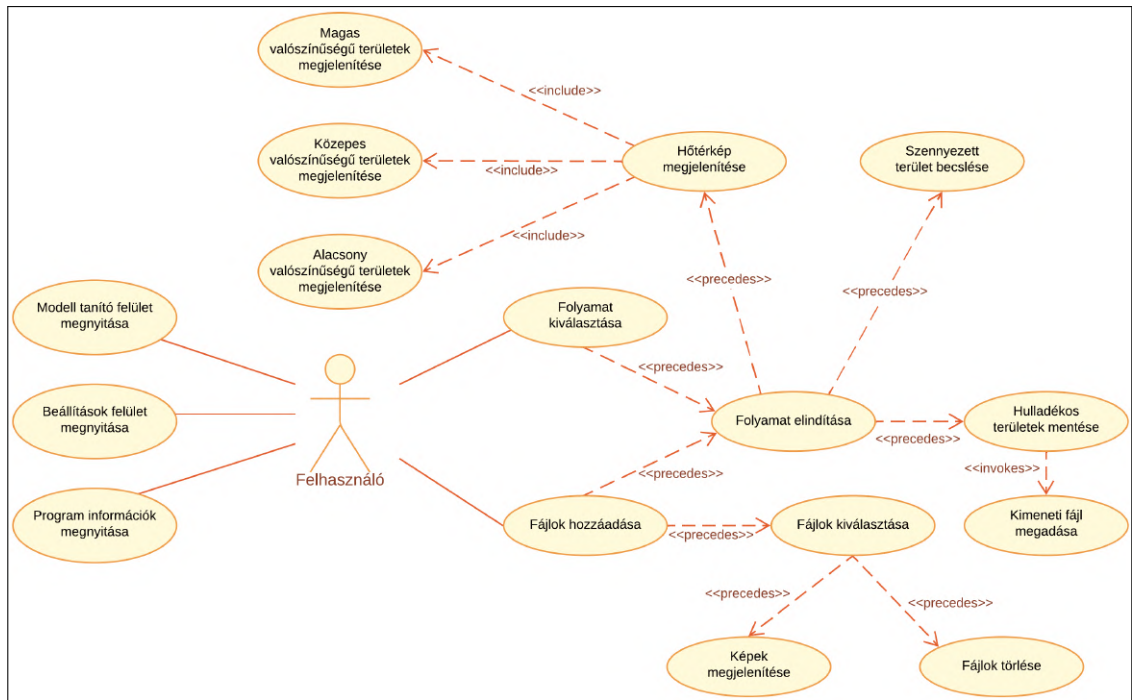 Magas
valószínűségű területek
megjelenítése
<<include>>
Közepes
valószínűségű területek
megjelenítése
<<include>>
Hőtérkép
megjelenítése
Szennyezett
terület becslése
Alacsony
valószínűségű területek
megjelenítése
<<include>>
<<precedes>>
<<precedes>>
Modell tanító felület
megnyitása
Folyamat
kiválasztása
<<precedes>>
Beállítások felület
megnyitása
Folyamat elindítása
<<precedes>>
Hulladékos
területek mentése
Felhasználó
<<precedes>>
<<invokes>>
Program információk
megnyitása
Fájlok hozzáadása
<<precedes>>
Fájlok kiválasztása
Kimeneti fájl
megadása
<<precedes>>
<<precedes>>
Képek
megjelenítése
Fájlok törlése